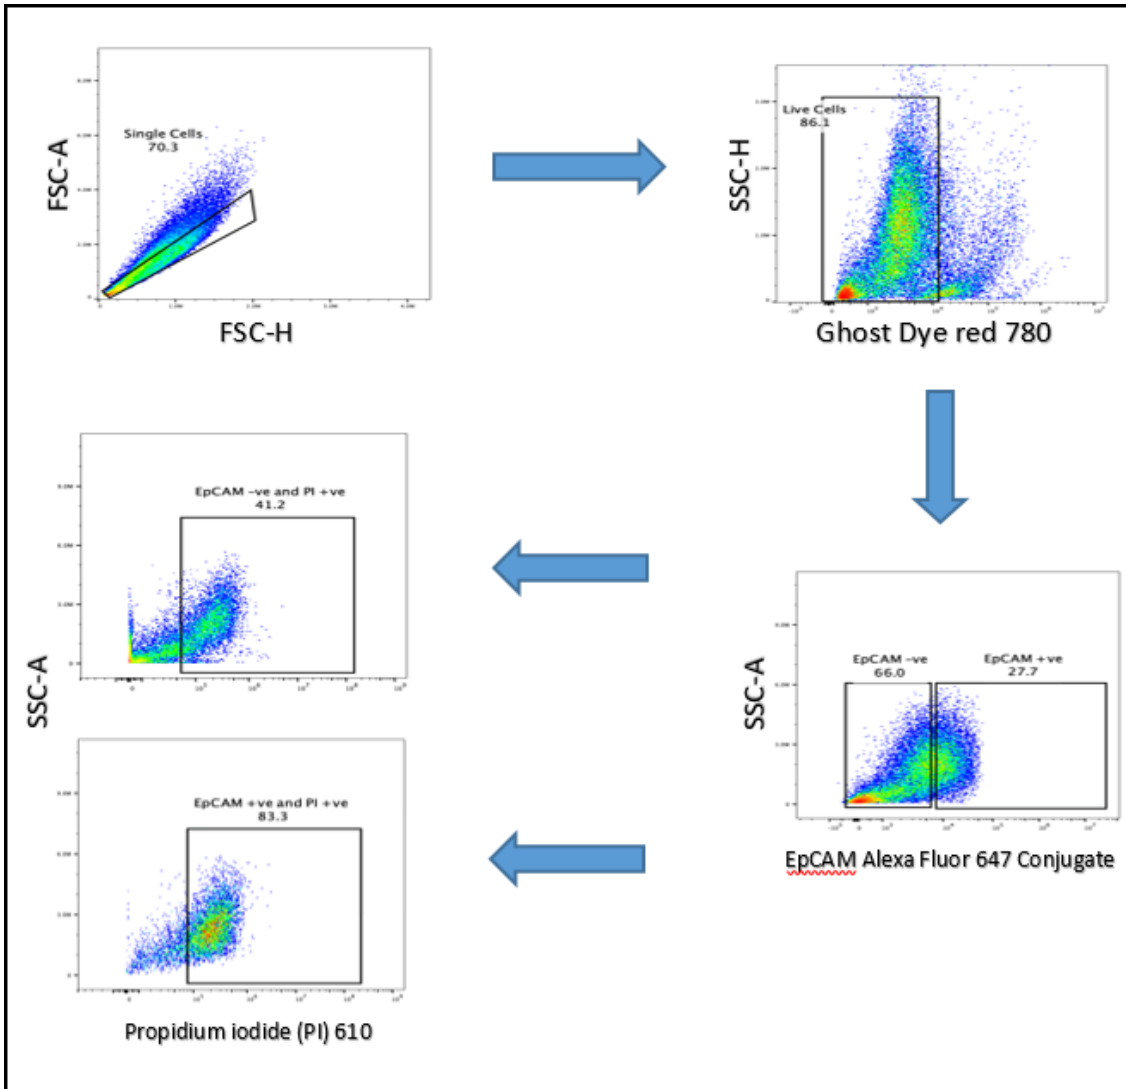 FSC-A
Single Cells
70.3
FSC-H
SSC-H
Live Cells
86.1
Ghost Dye red 780
SSC-A
EpCAM -ve
66.0
EpCAM +ve
27.7
EpCAM Alexa Fluor 647 Conjugate
SSC-A
EpCAM -ve and PI +ve
41.2
EpCAM +ve and PI +ve
83.3
Propidium iodide (PI) 610